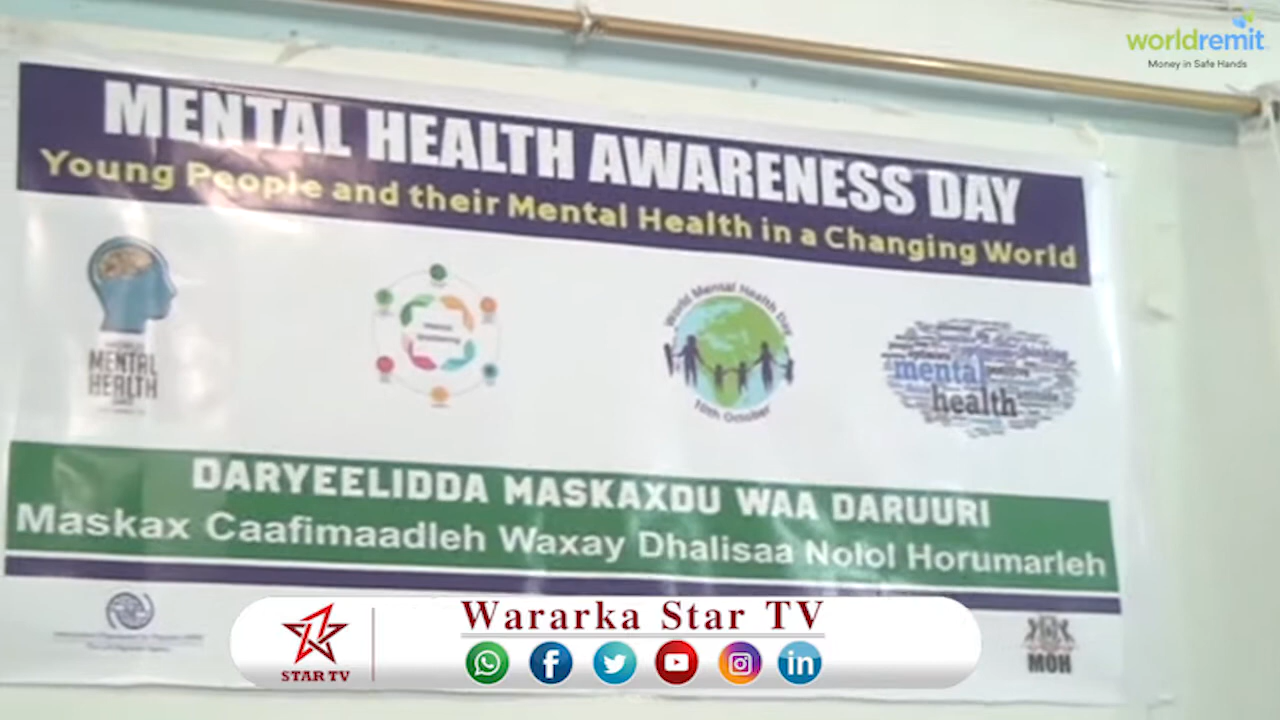 worldremit
Money in Safe Hands
MENTAL HEALTH AWARENESS DAY
Young People and their Mental Health in a Changing World
MENTAL
HEALTH
World Mental Health Day
10th October
mental
health
DARYEELIDDA MASKAXDU WAA DARUURI
Maskax Caafimaadleh Waxay Dhalisaa Nolol Horumarleh
MOH
STAR TV
Wararka Star TV